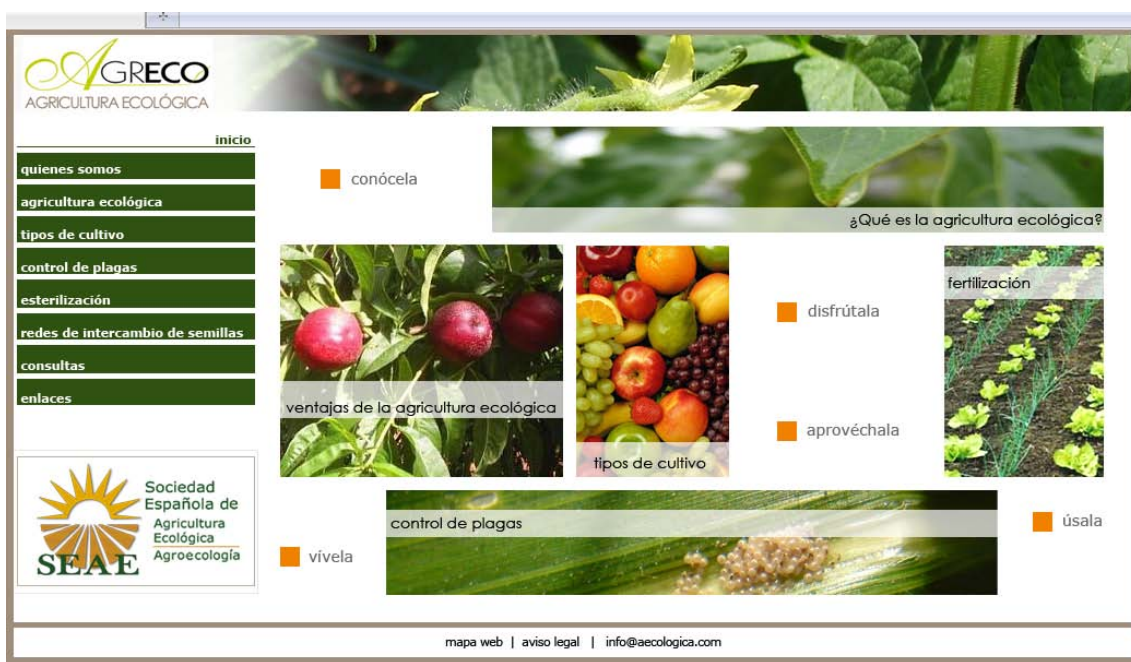 AGRECO
AGRICULTURA ECOLÓGICA
inicio
quienes somos
agricultura ecológica
tipos de cultivo
control de plagas
esterilización
redes de intercambio de semillas
consultas
enlaces
Sociedad
Española de
Agricultura
Ecológica
Agroecología
SEAE
conócela
¿Qué es la agricultura ecológica?
ventajas de la agricultura ecológica
tipos de cultivo
disfrútala
aprovéchala
fertilización
vívela
control de plagas
úsala
mapa web | aviso legal | info@aecologica.com